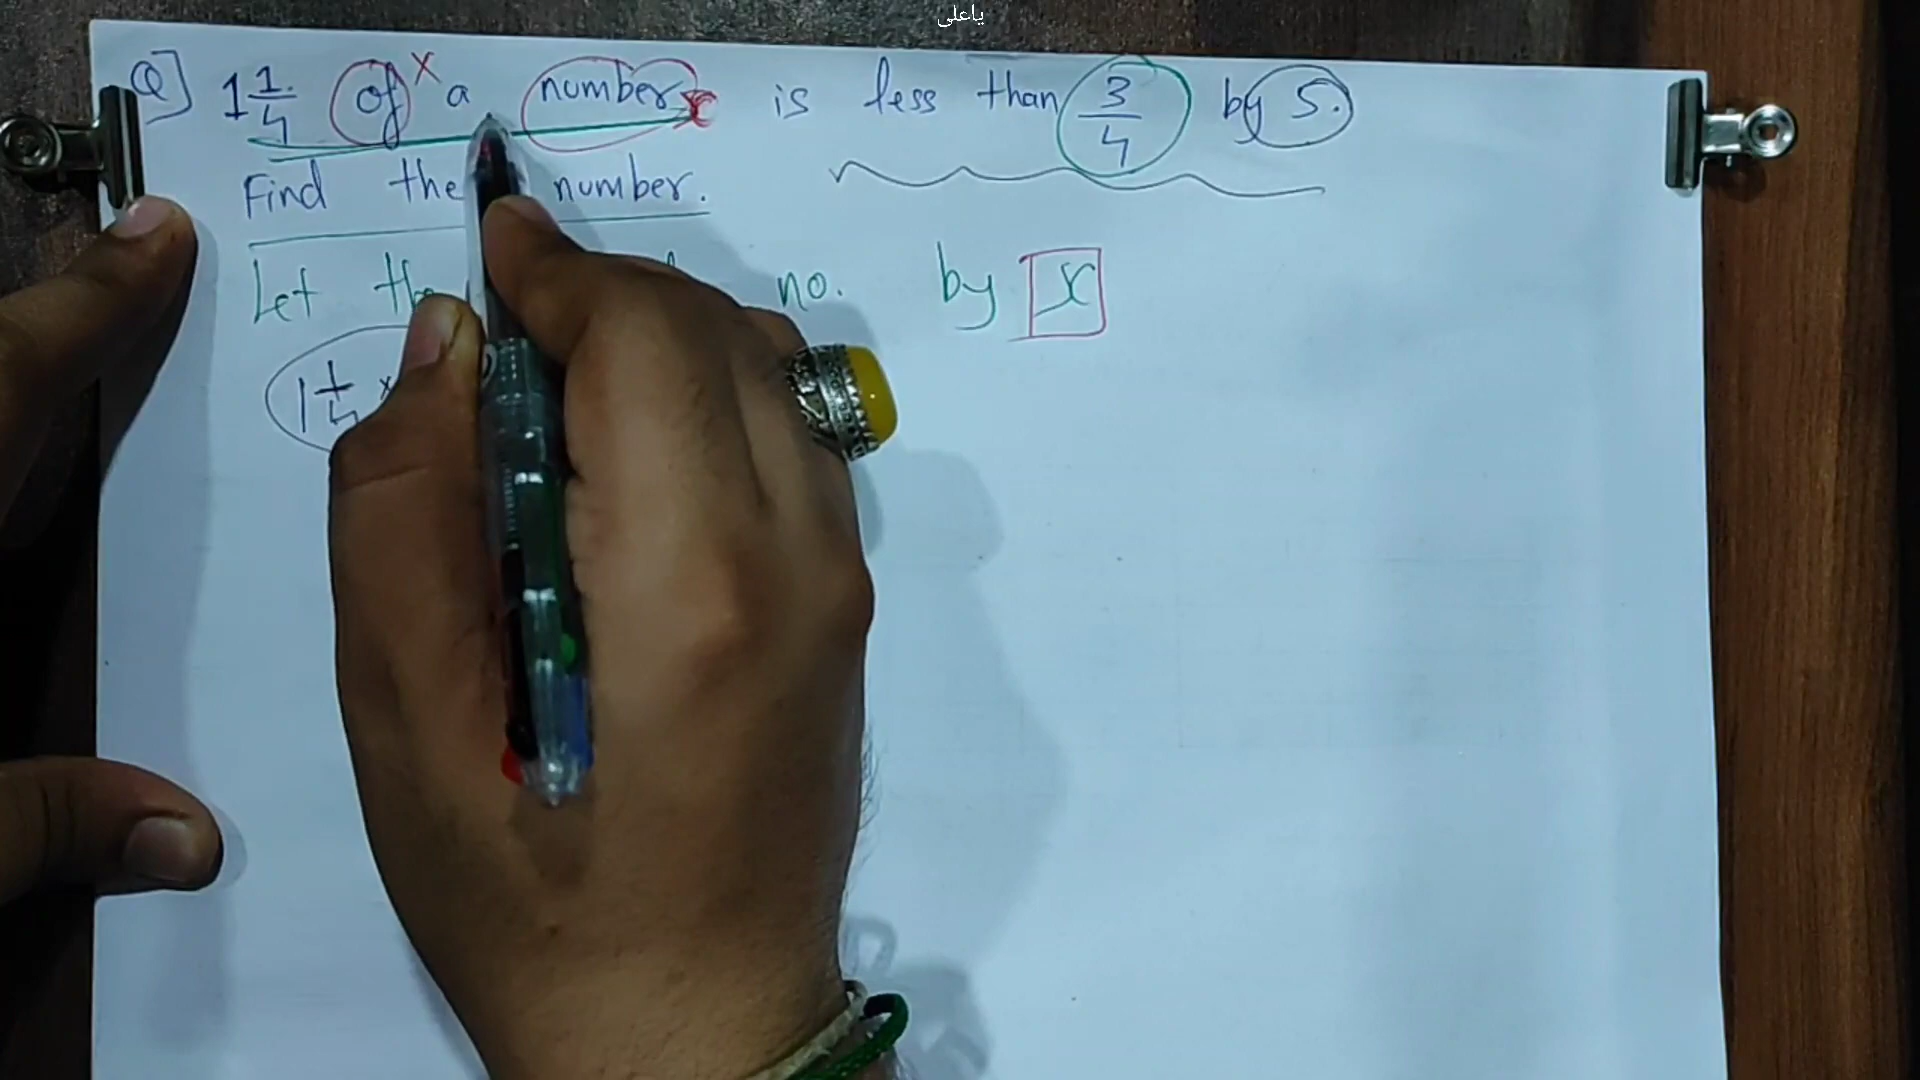 یاعلی
Q] 1 1/4 of x a number x is less than 3/4 by 5.
Find the number.
Let the no. by x
1 1/4 x